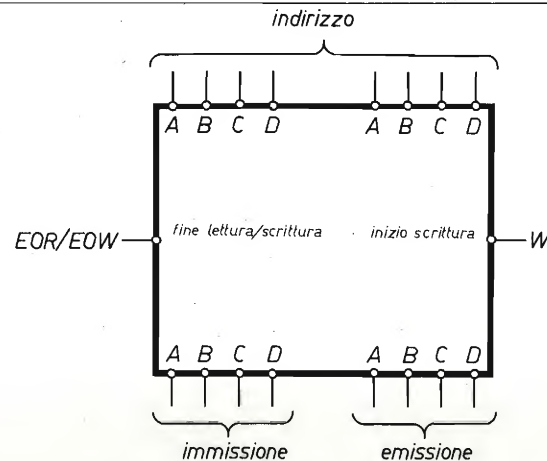 indirizzo
A B C D A B C D
EOR/EOW fine lettura/scrittura inizio scrittura W
A B C D A B C D
immissione emissione